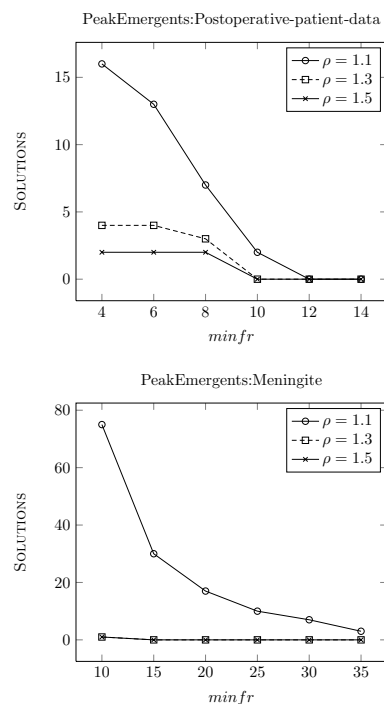 PeakEmergents:Postoperative-patient-data
ρ = 1.1
ρ = 1.3
ρ = 1.5
15
10
5
0
SOLUTIONS
4 6 8 10 12 14
minfr
PeakEmergents:Meningite
ρ = 1.1
ρ = 1.3
ρ = 1.5
80
60
40
20
0
SOLUTIONS
10 15 20 25 30 35
minfr